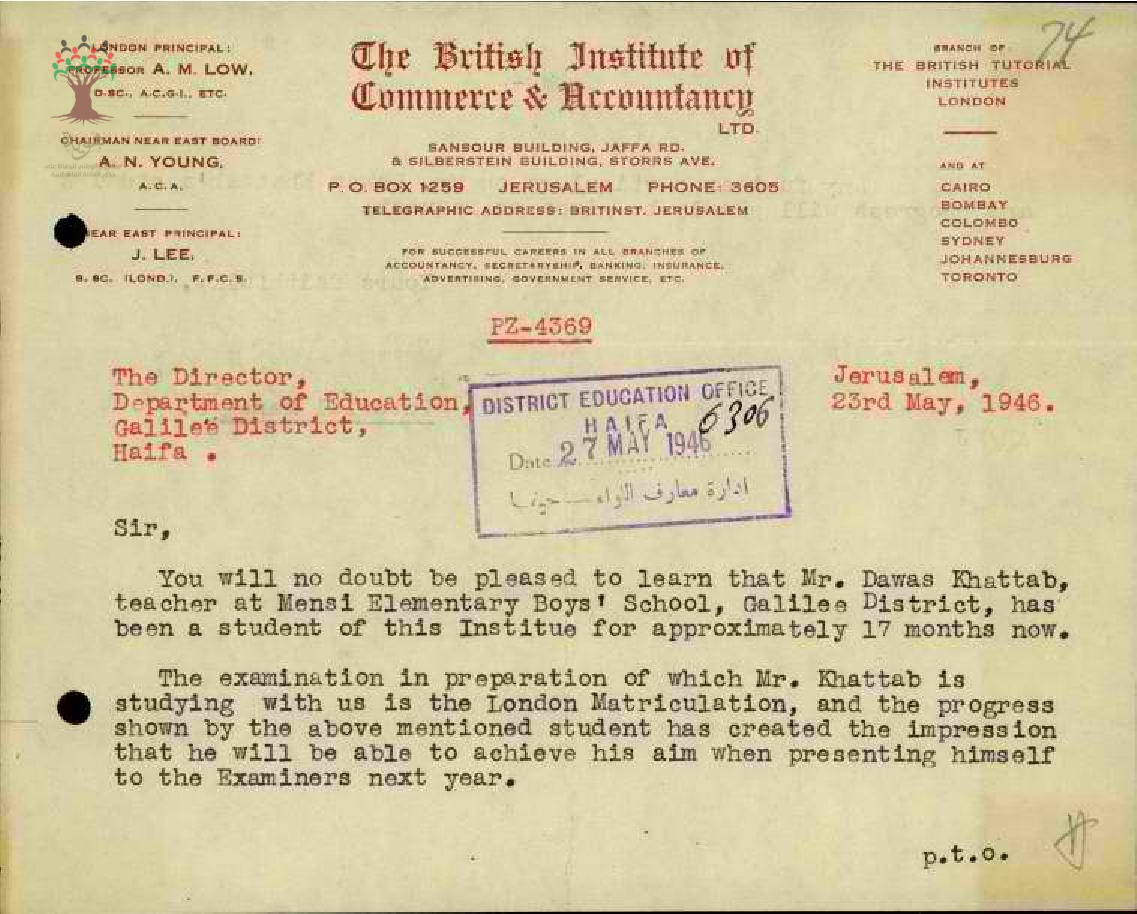 74
LONDON PRINCIPAL:
PROFESSOR A. M. LOW,
D.SC., A.C.G.I., ETC.
CHAIRMAN NEAR EAST BOARD:
A. N. YOUNG,
A.C.A.
NEAR EAST PRINCIPAL:
J. LEE,
B. SC. (LOND.), F.F.C.S.
The British Institute of
Commerce & Accountancy
LTD.
SANSOUR BUILDING, JAFFA RD.
& SILBERSTEIN BUILDING, STORRS AVE.
P. O. BOX 1259 JERUSALEM PHONE: 3605
TELEGRAPHIC ADDRESS: BRITINST. JERUSALEM
FOR SUCCESSFUL CAREERS IN ALL BRANCHES OF
ACCOUNTANCY, SECRETARYSHIP, BANKING, INSURANCE,
ADVERTISING, GOVERNMENT SERVICE, ETC.
BRANCH OF
THE BRITISH TUTORIAL
INSTITUTES
LONDON
AND AT
CAIRO
BOMBAY
COLOMBO
SYDNEY
JOHANNESBURG
TORONTO
PZ-4369
The Director,
Department of Education,
Galilee District,
Haifa .
DISTRICT EDUCATION OFFICE
HAIFA 6306
Date 27 MAY 1946
ادارة معارف اللواء حيفا
Jerusalem,
23rd May, 1946.
Sir,
You will no doubt be pleased to learn that Mr. Dawas Khattab,
teacher at Mensi Elementary Boys' School, Galilee District, has
been a student of this Institue for approximately 17 months now.
The examination in preparation of which Mr. Khattab is
studying with us is the London Matriculation, and the progress
shown by the above mentioned student has created the impression
that he will be able to achieve his aim when presenting himself
to the Examiners next year.
p.t.o.